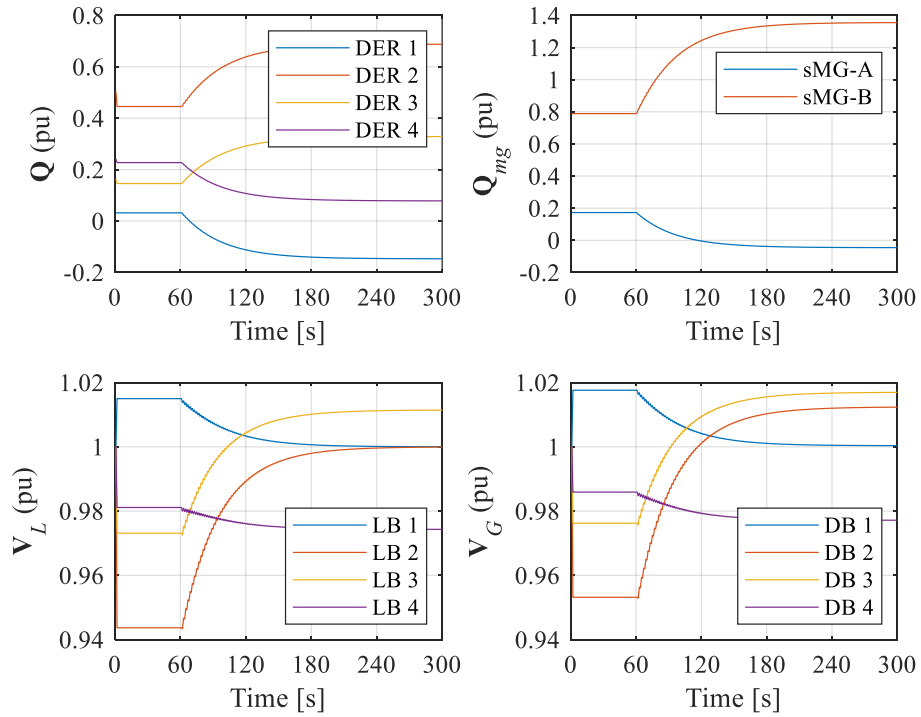 0.8
0.6
0.4
0.2
0
-0.2
Q (pu)
DER 1
DER 2
DER 3
DER 4
0 60 120 180 240 300
Time [s]
1.4
1.2
1
0.8
0.6
0.4
0.2
0
-0.2
Q_mg (pu)
sMG-A
sMG-B
0 60 120 180 240 300
Time [s]
1.02
1
0.98
0.96
0.94
V_L (pu)
LB 1
LB 2
LB 3
LB 4
0 60 120 180 240 300
Time [s]
1.02
1
0.98
0.96
0.94
V_G (pu)
DB 1
DB 2
DB 3
DB 4
0 60 120 180 240 300
Time [s]